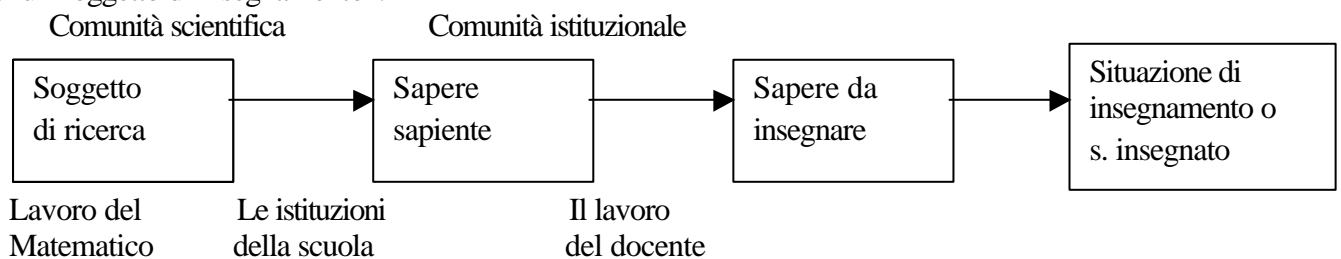 Comunità scientifica
Comunità istituzionale
Soggetto
di ricerca
Sapere
sapiente
Sapere da
insegnare
Situazione di
insegnamento o
s. insegnato
Lavoro del
Matematico
Le istituzioni
della scuola
Il lavoro
del docente